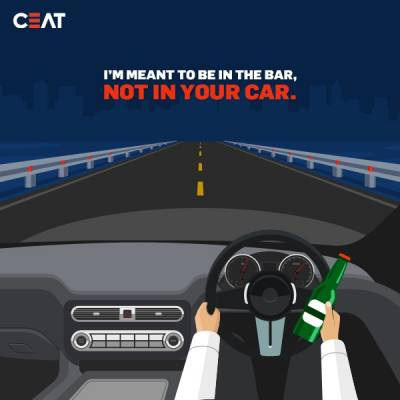 CEAT
I'M MEANT TO BE IN THE BAR,
NOT IN YOUR CAR.